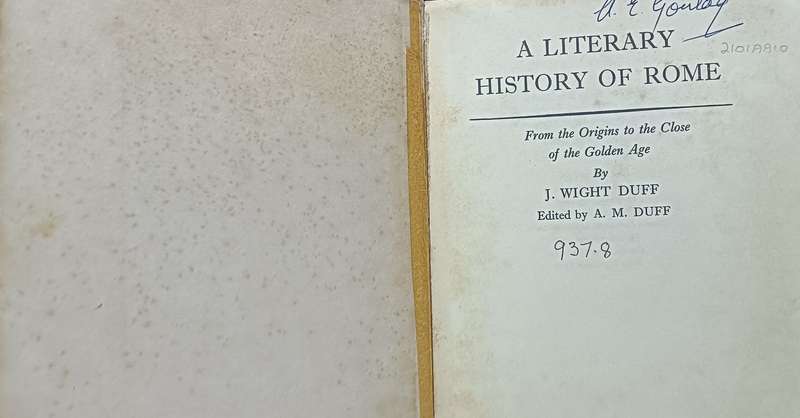 A LITERARY
2101AA10
HISTORY OF ROME
From the Origins to the Close
of the Golden Age
By
J. WIGHT DUFF
Edited by A. M. DUFF
937.8